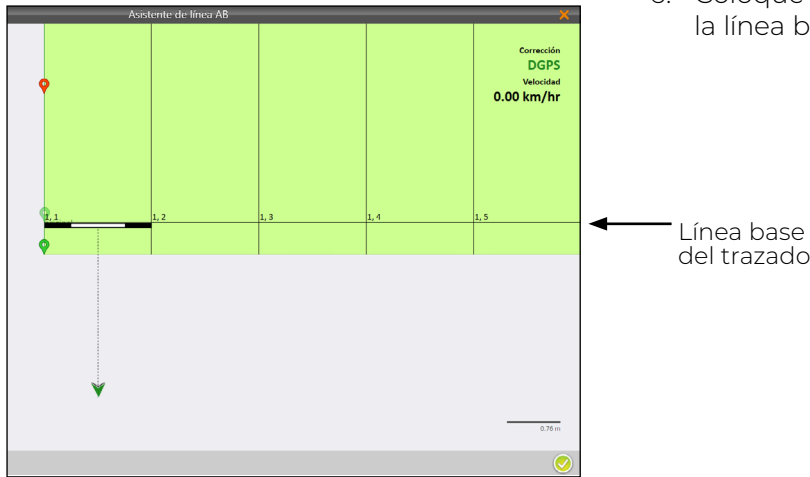 Asistente de línea AB
la línea b
Corrección
DGPS
Velocidad
0.00 km/hr
1, 1
1, 2
1, 3
1, 4
1, 5
Línea base
del trazado
0.76 m